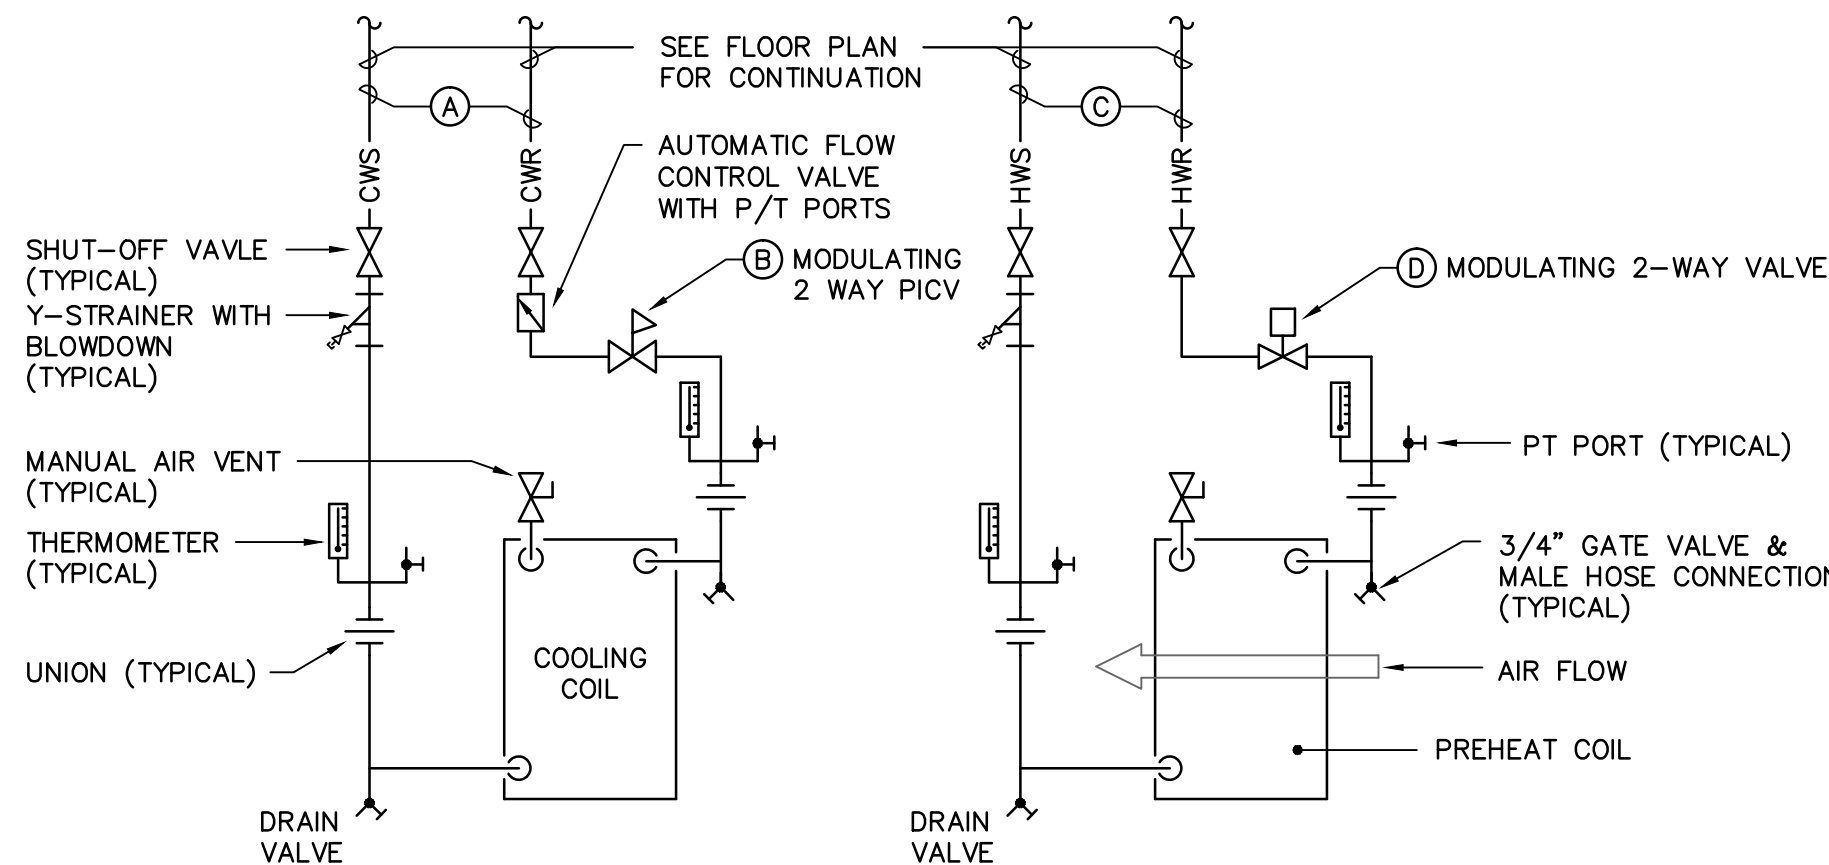 SEE FLOOR PLAN
FOR CONTINUATION
A
C
CWS
CWR
HWS
HWR
AUTOMATIC FLOW
CONTROL VALVE
WITH P/T PORTS
SHUT-OFF VAVLE
(TYPICAL)
B MODULATING
2 WAY PICV
D MODULATING 2-WAY VALVE
Y-STRAINER WITH
BLOWDOWN
(TYPICAL)
MANUAL AIR VENT
(TYPICAL)
PT PORT (TYPICAL)
THERMOMETER
(TYPICAL)
3/4" GATE VALVE &
MALE HOSE CONNECTION
(TYPICAL)
UNION (TYPICAL)
COOLING
COIL
AIR FLOW
PREHEAT COIL
DRAIN
VALVE
DRAIN
VALVE